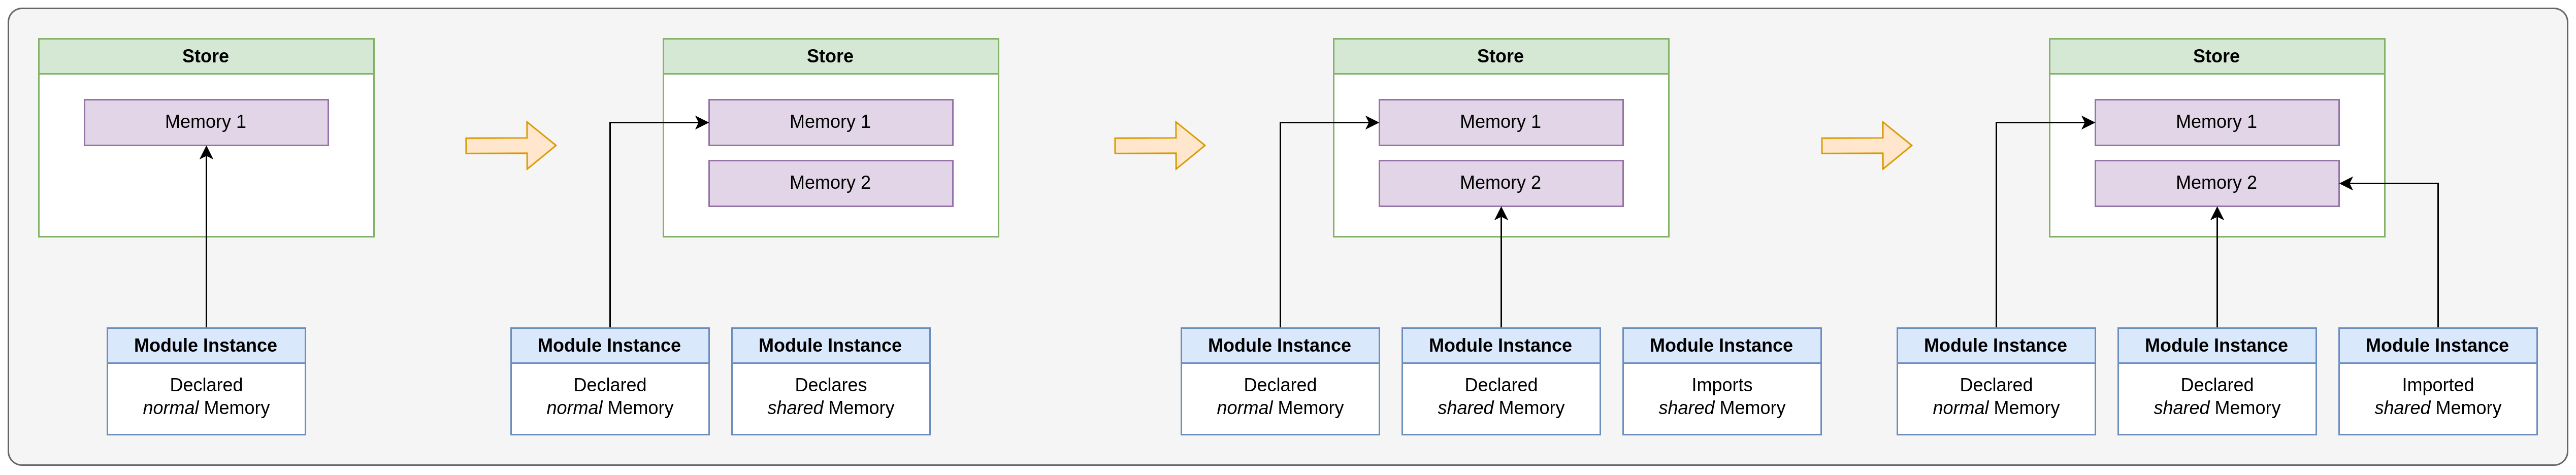 Store
Memory 1
Module Instance
Declared
normal Memory
Store
Memory 1
Memory 2
Module Instance
Declared
normal Memory
Module Instance
Declares
shared Memory
Store
Memory 1
Memory 2
Module Instance
Declared
normal Memory
Module Instance
Declared
shared Memory
Module Instance
Imports
shared Memory
Store
Memory 1
Memory 2
Module Instance
Declared
normal Memory
Module Instance
Declared
shared Memory
Module Instance
Imported
shared Memory